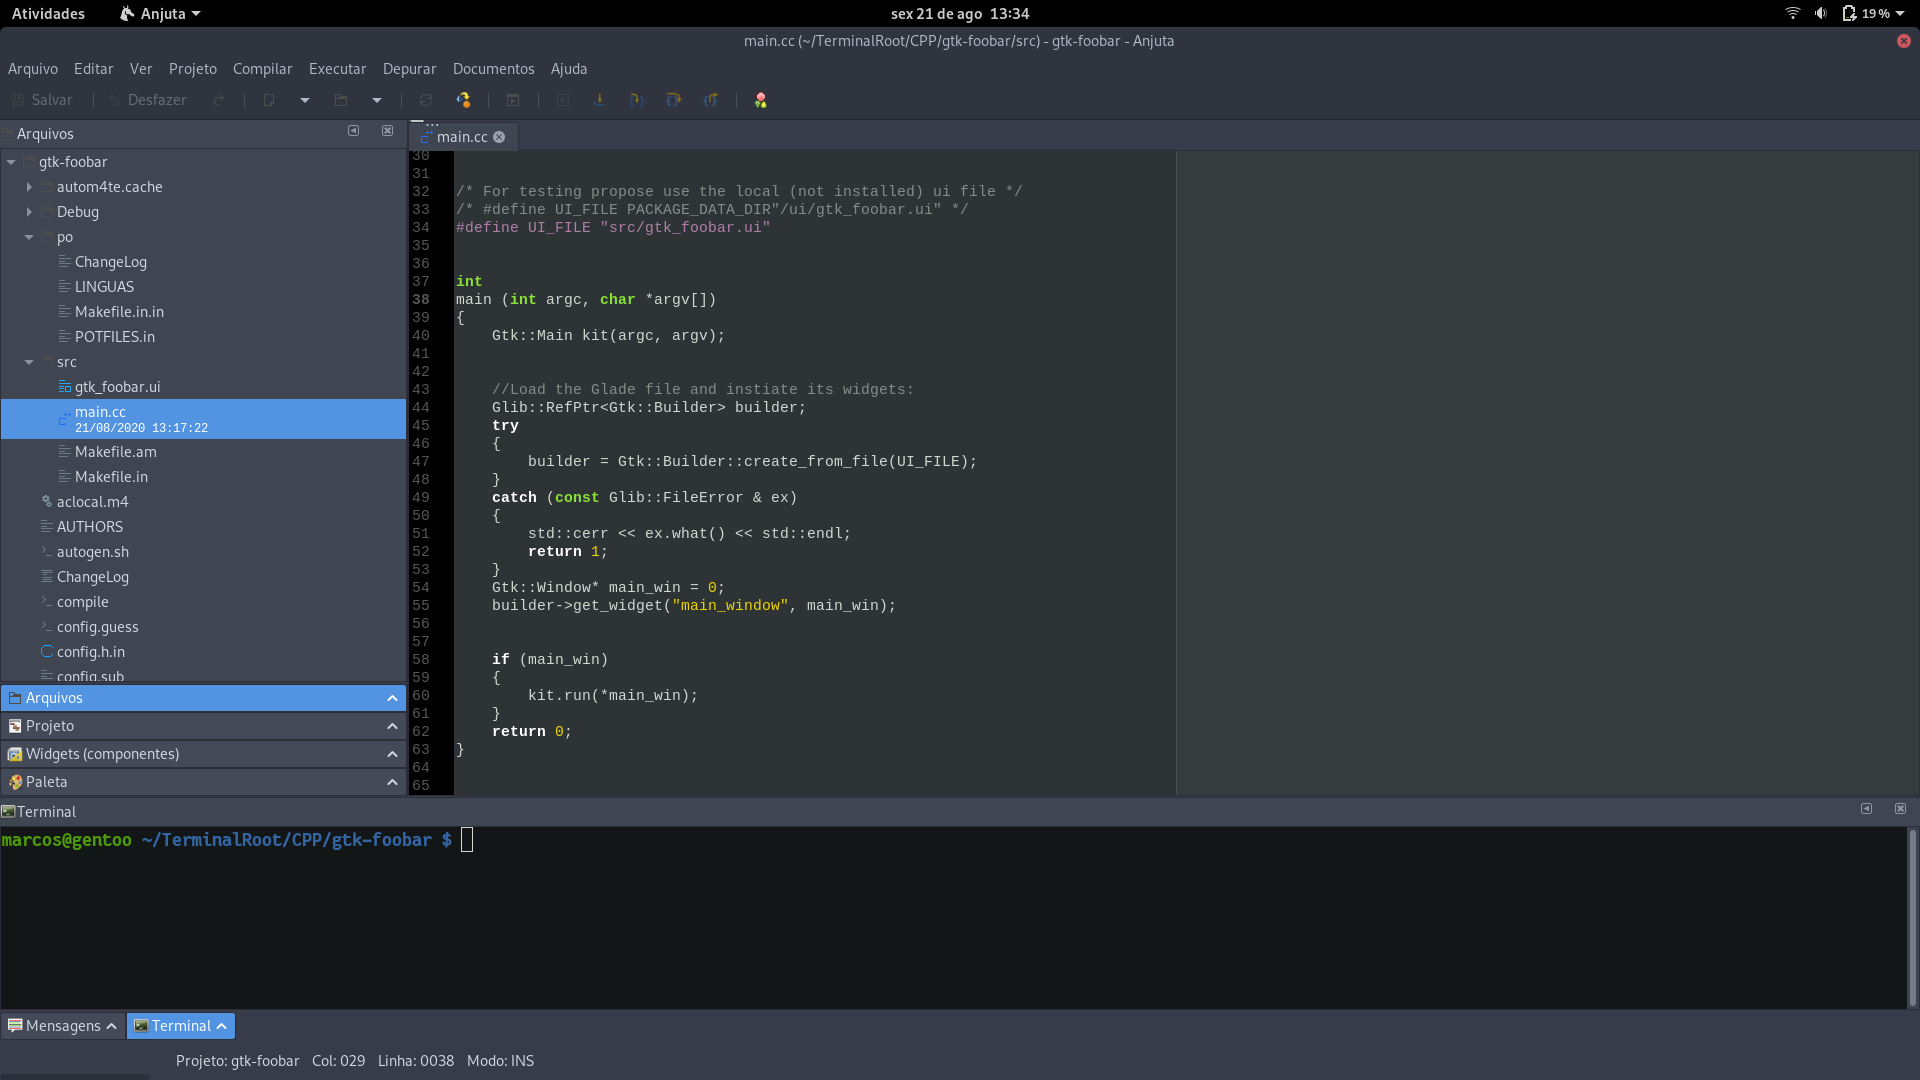 Atividades Anjuta sex 21 de ago 13:34 19%
main.cc (~/TerminalRoot/CPP/gtk-foobar/src) - gtk-foobar - Anjuta
Arquivo Editar Ver Projeto Compilar Executar Depurar Documentos Ajuda
Salvar Desfazer
Arquivos
gtk-foobar
autom4te.cache
Debug
po
ChangeLog
LINGUAS
Makefile.in.in
POTFILES.in
src
gtk_foobar.ui
main.cc
21/08/2020 13:17:22
Makefile.am
Makefile.in
aclocal.m4
AUTHORS
autogen.sh
ChangeLog
compile
config.guess
config.h.in
config.sub
Arquivos
Projeto
Widgets (componentes)
Paleta
main.cc
30
31
32 /* For testing propose use the local (not installed) ui file */
33 /* #define UI_FILE PACKAGE_DATA_DIR"/ui/gtk_foobar.ui" */
34 #define UI_FILE "src/gtk_foobar.ui"
35
36
37 int
38 main (int argc, char *argv[])
39 {
40     Gtk::Main kit(argc, argv);
41
42
43     //Load the Glade file and instiate its widgets:
44     Glib::RefPtr<Gtk::Builder> builder;
45     try
46     {
47         builder = Gtk::Builder::create_from_file(UI_FILE);
48     }
49     catch (const Glib::FileError & ex)
50     {
51         std::cerr << ex.what() << std::endl;
52         return 1;
53     }
54     Gtk::Window* main_win = 0;
55     builder->get_widget("main_window", main_win);
56
57
58     if (main_win)
59     {
60         kit.run(*main_win);
61     }
62     return 0;
63 }
64
65
Terminal
marcos@gentoo ~/TerminalRoot/CPP/gtk-foobar $
Mensagens Terminal
Projeto: gtk-foobar Col: 029 Linha: 0038 Modo: INS